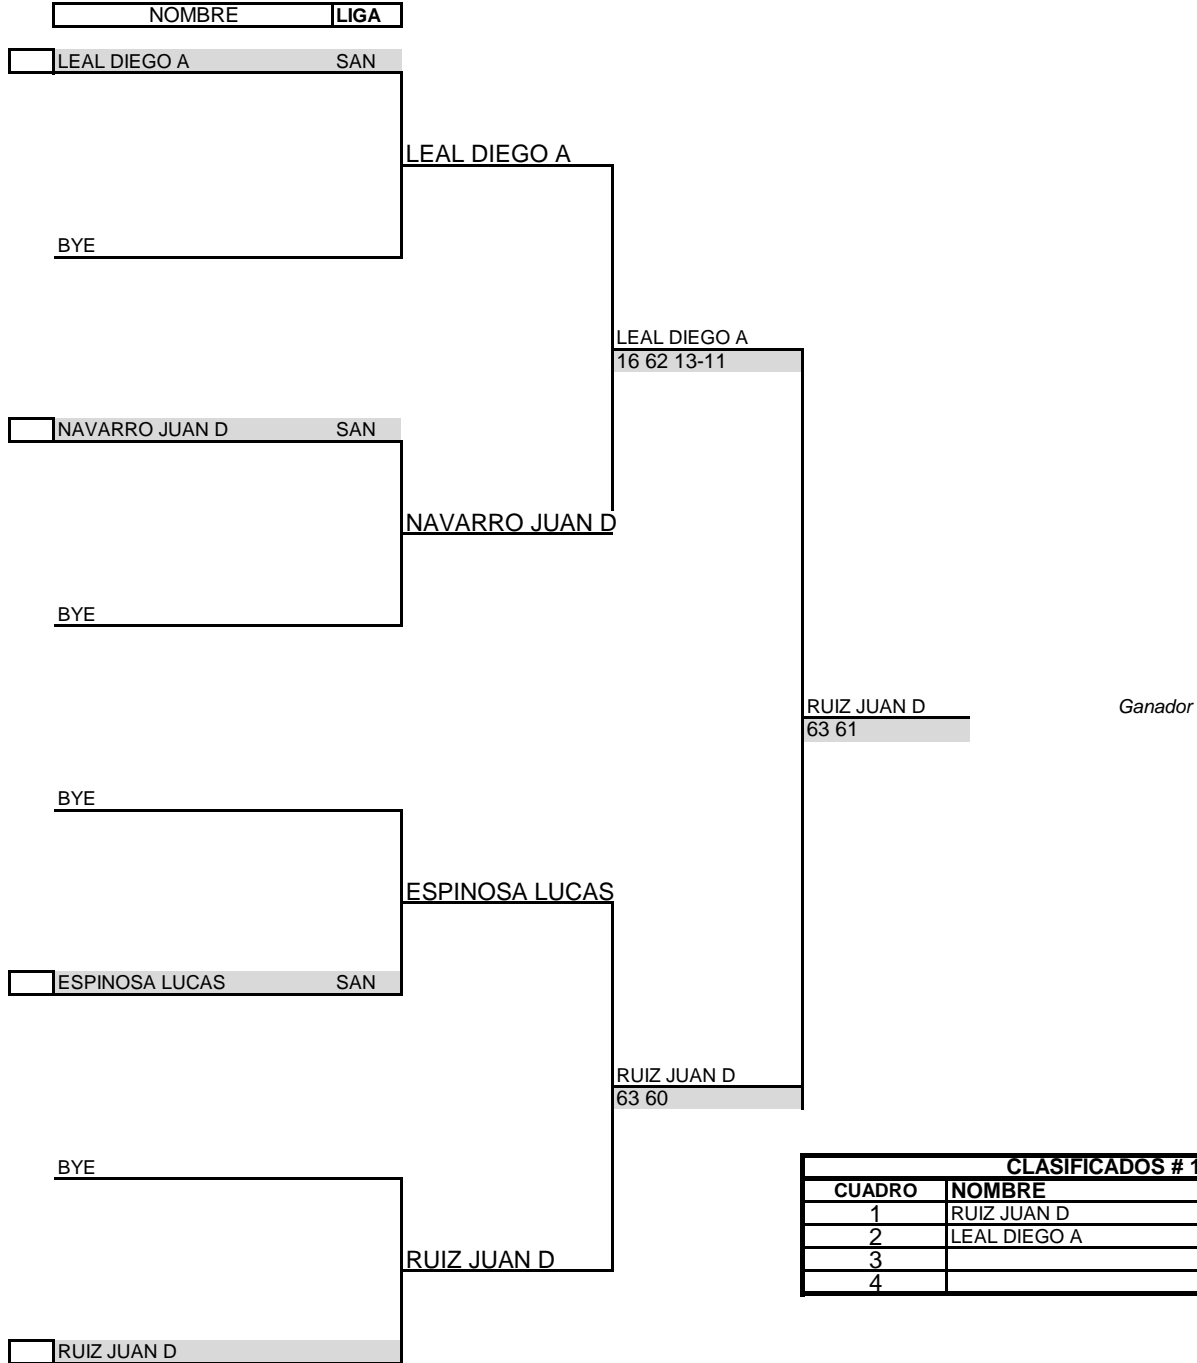 NOMBRE LIGA
LEAL DIEGO A SAN
LEAL DIEGO A
BYE
LEAL DIEGO A
16 62 13-11
NAVARRO JUAN D SAN
NAVARRO JUAN D
BYE
RUIZ JUAN D Ganador
63 61
BYE
ESPINOSA LUCAS
ESPINOSA LUCAS SAN
RUIZ JUAN D
63 60
BYE
CLASIFICADOS # 1
CUADRO NOMBRE
1 RUIZ JUAN D
2 LEAL DIEGO A
3
4
RUIZ JUAN D
RUIZ JUAN D